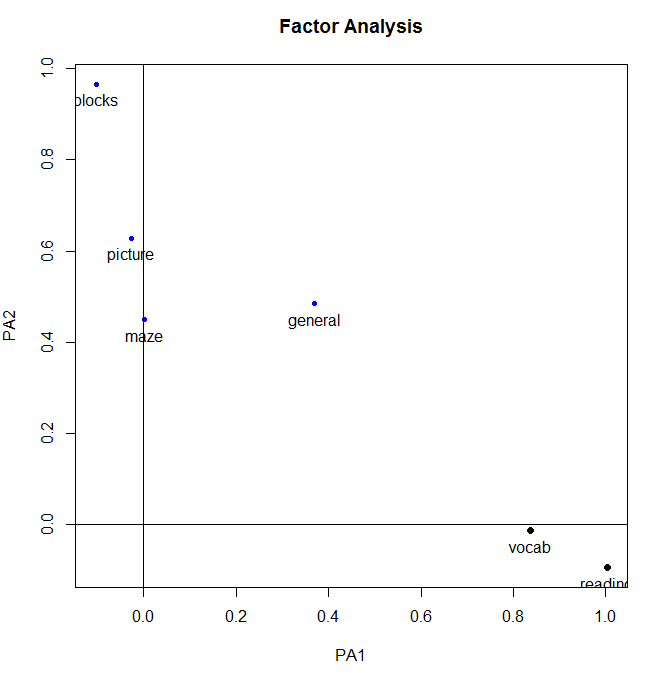 Factor Analysis
1.0
blocks
0.8
picture
0.6
general
maze
PA2
0.4
0.2
0.0
vocab
reading
0.0 0.2 0.4 0.6 0.8 1.0
PA1